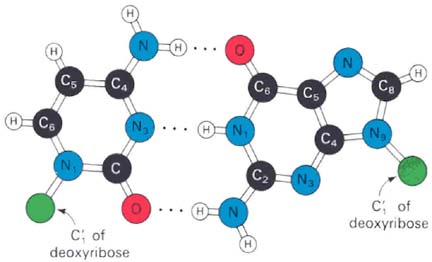 H
N H O
H N H
C5 C4 C6 C5 C8
H C6 N3 H N1 C4 N9
N1 C C2 N3
O H N
H
C′1 of
deoxyribose
C′1 of
deoxyribose